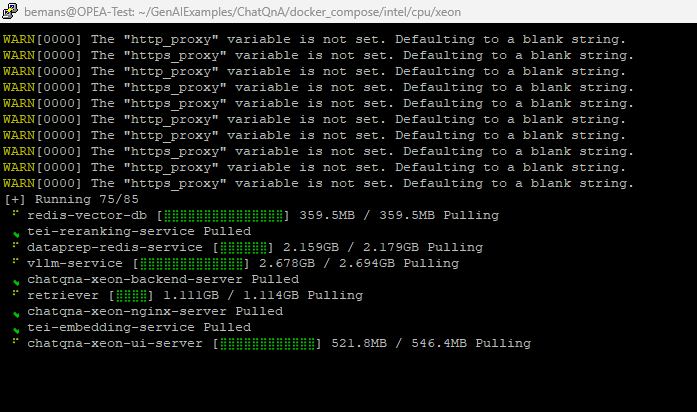 bemans@OPEA-Test: ~/GenAIExamples/ChatQnA/docker_compose/intel/cpu/xeon
WARN[0000] The "http_proxy" variable is not set. Defaulting to a blank string.
WARN[0000] The "https_proxy" variable is not set. Defaulting to a blank string.
WARN[0000] The "http_proxy" variable is not set. Defaulting to a blank string.
WARN[0000] The "https_proxy" variable is not set. Defaulting to a blank string.
WARN[0000] The "http_proxy" variable is not set. Defaulting to a blank string.
WARN[0000] The "https_proxy" variable is not set. Defaulting to a blank string.
WARN[0000] The "http_proxy" variable is not set. Defaulting to a blank string.
WARN[0000] The "https_proxy" variable is not set. Defaulting to a blank string.
WARN[0000] The "http_proxy" variable is not set. Defaulting to a blank string.
WARN[0000] The "https_proxy" variable is not set. Defaulting to a blank string.
[+] Running 75/85
⠋ redis-vector-db [⣿⣿⣿⣿⣿⣿⣿⣿⣿⣿⣿⣿⣿⣿⣿] 359.5MB / 359.5MB Pulling
✔ tei-reranking-service Pulled
⠋ dataprep-redis-service [⣿⣿⣿⣿⣿⣿] 2.159GB / 2.179GB Pulling
⠋ vllm-service [⣿⣿⣿⣿⣿⣿⣿⣿⣿⣿⣿⣿⣿] 2.678GB / 2.694GB Pulling
✔ chatqna-xeon-backend-server Pulled
⠋ retriever [⣿⣿⣿⣿] 1.111GB / 1.114GB Pulling
✔ chatqna-xeon-nginx-server Pulled
✔ tei-embedding-service Pulled
⠋ chatqna-xeon-ui-server [⣿⣿⣿⣿⣿⣿⣿⣿⣿⣿⣿⣿] 521.8MB / 546.4MB Pulling